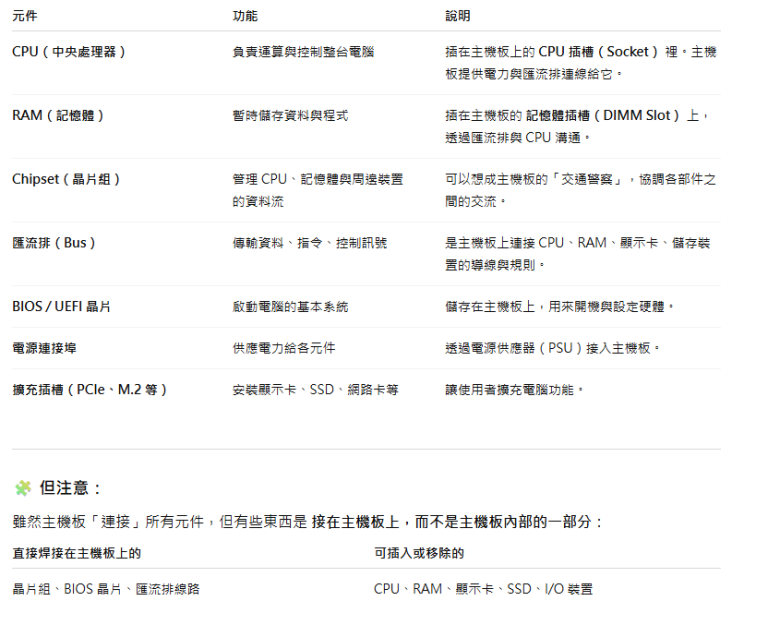 元件 功能 說明
CPU（中央處理器） 負責運算與控制整台電腦 插在主機板上的 CPU 插槽（Socket） 裡。主機
板提供電力與匯流排連線給它。
RAM（記憶體） 暫時儲存資料與程式 插在主機板的 記憶體插槽（DIMM Slot） 上，
透過匯流排與 CPU 溝通。
Chipset（晶片組） 管理 CPU、記憶體與周邊裝置 可以想成主機板的「交通警察」，協調各部件之
的資料流 間的交流。
匯流排（Bus） 傳輸資料、指令、控制訊號 是主機板上連接 CPU、RAM、顯示卡、儲存裝
置的導線與規則。
BIOS / UEFI 晶片 啟動電腦的基本系統 儲存在主機板上，用來開機與設定硬體。
電源連接埠 供應電力給各元件 透過電源供應器（PSU）接入主機板。
擴充插槽（PCIe、M.2 等） 安裝顯示卡、SSD、網路卡等 讓使用者擴充電腦功能。
但注意：
雖然主機板「連接」所有元件，但有些東西是 接在主機板上，而不是主機板內部的一部分：
直接焊接在主機板上的 可插入或移除的
晶片組、BIOS 晶片、匯流排線路 CPU、RAM、顯示卡、SSD、I/O 裝置